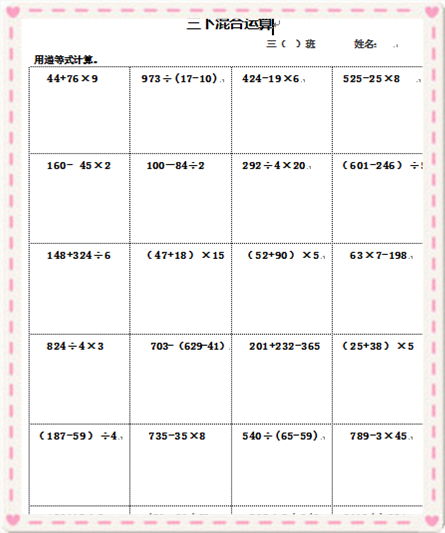 三下混合运算
三（ ）班 姓名：
用递等式计算。
44+76×9 973÷(17-10) 424-19×6 525-25×8
160- 45×2 100—84÷2 292÷4×20 （601-246）÷
148+324÷6 （47+18）×15 （52+90）×5 63×7-198
824÷4×3 703-（629-41） 201+232-365 （25+38）×5
（187-59）÷4 735-35×8 540÷(65-59) 789-3×45